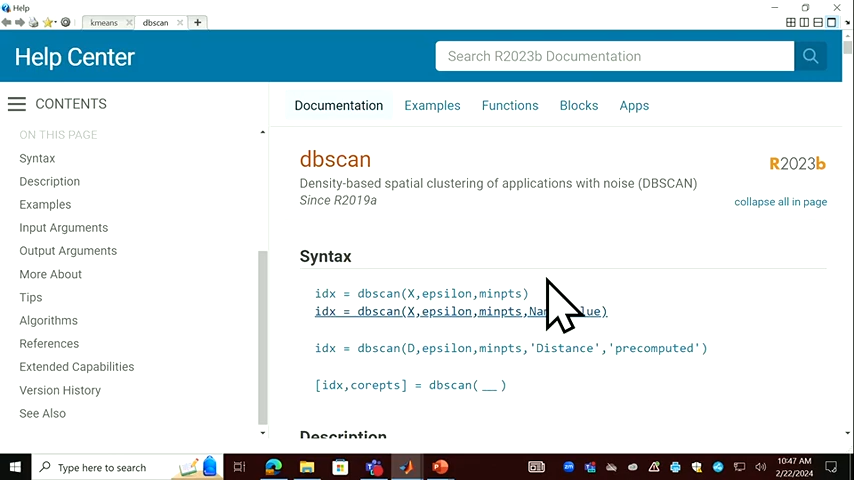 Help
kmeans
dbscan
Help Center
Search R2023b Documentation
CONTENTS
Documentation
Examples
Functions
Blocks
Apps
ON THIS PAGE
Syntax
Description
Examples
Input Arguments
Output Arguments
More About
Tips
Algorithms
References
Extended Capabilities
Version History
See Also
dbscan
R2023b
Density-based spatial clustering of applications with noise (DBSCAN)
Since R2019a
collapse all in page
Syntax
idx = dbscan(X,epsilon,minpts)
idx = dbscan(X,epsilon,minpts,
idx = dbscan(D,epsilon,minpts,'Distance','precomputed')
[idx,corepts] = dbscan(__)
Description
Type here to search
10:47 AM
2/22/2024